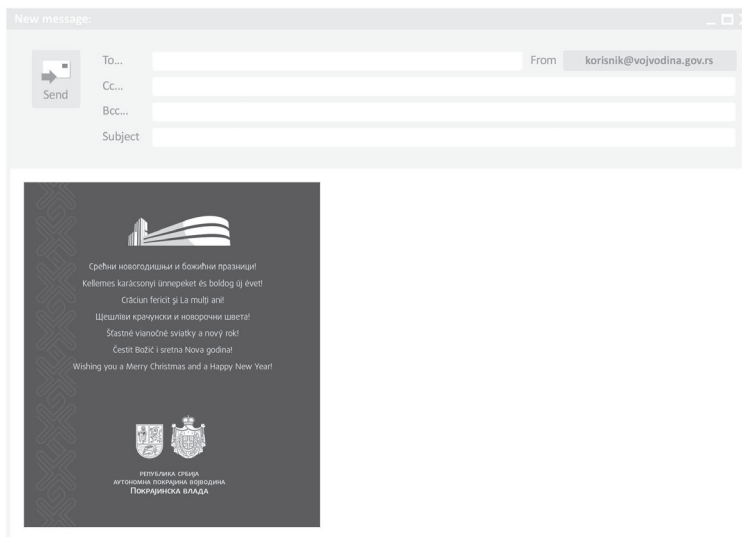 New message:
To...
From
korisnik@vojvodina.gov.rs
Send
Cc...
Bcc...
Subject
Срећни новогодишњи и божићни празници!
Kellemes karácsonyi ünnepeket és boldog új évet!
Crăciun fericit şi La mulţi ani!
Щешлїви крачунски и новорочни швета!
Šťastné vianočné sviatky a nový rok!
Čestit Božić i sretna Nova godina!
Wishing you a Merry Christmas and a Happy New Year!
РЕПУБЛИКА СРБИЈА
АУТОНОМНА ПОКРАЈИНА ВОЈВОДИНА
ПОКРАЈИНСКА ВЛАДА